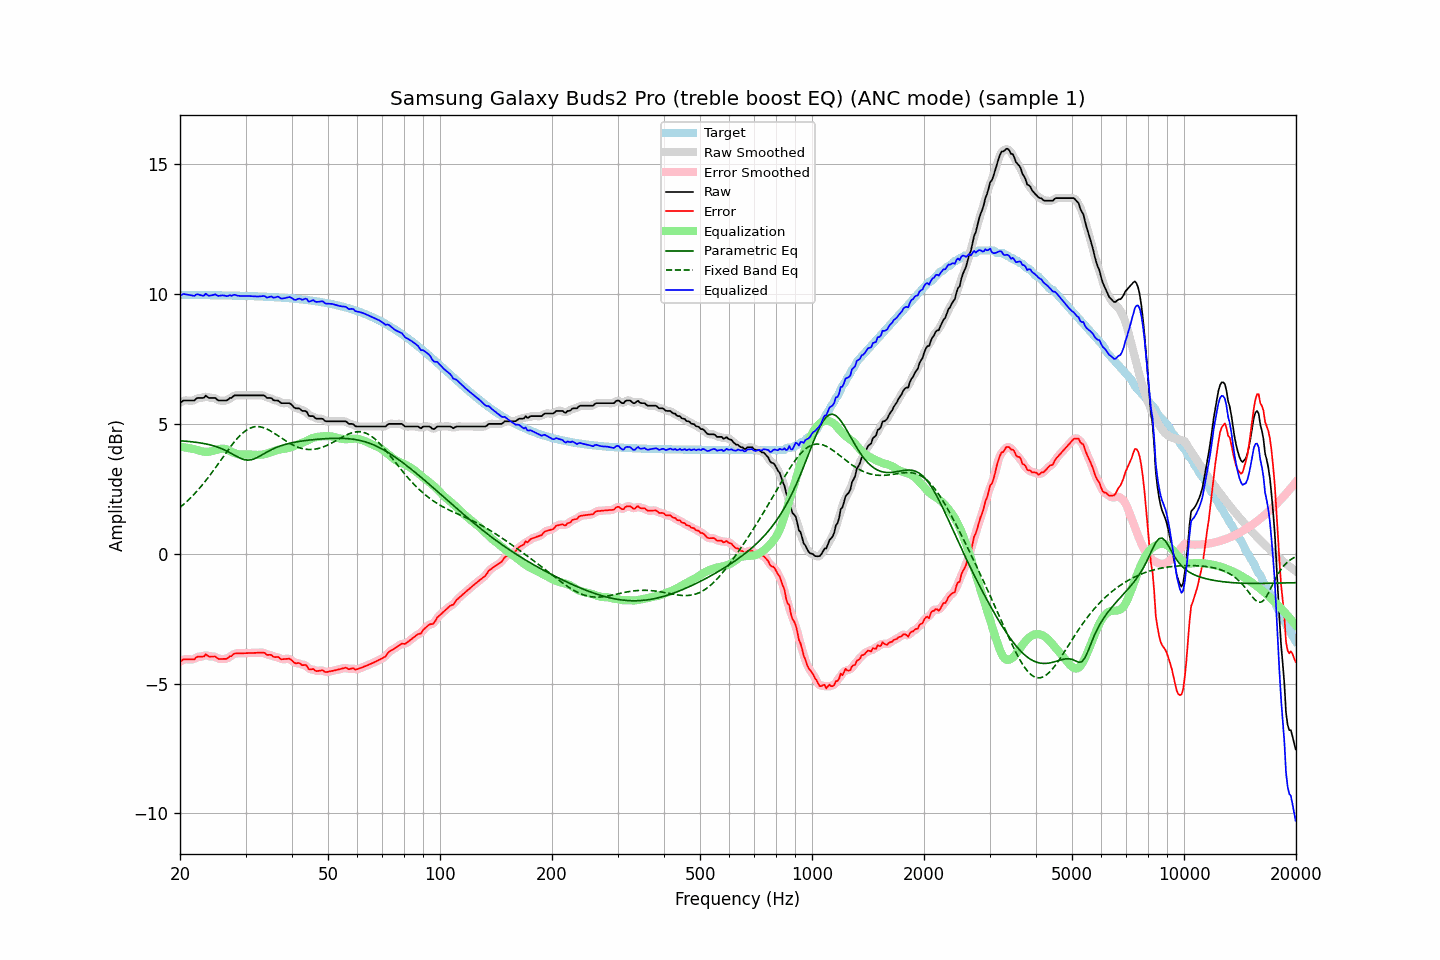 Samsung Galaxy Buds2 Pro (treble boost EQ) (ANC mode) (sample 1)
Target
Raw Smoothed
Error Smoothed
Raw
Error
Equalization
Parametric Eq
Fixed Band Eq
Equalized
15
10
5
0
−5
−10
Amplitude (dBr)
20
50
100
200
500
1000
2000
5000
10000
20000
Frequency (Hz)